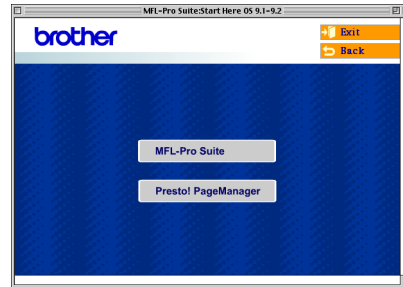 MFL-Pro Suite:Start Here OS 9.1-9.2
brother
Exit
Back
MFL-Pro Suite
Presto! PageManager